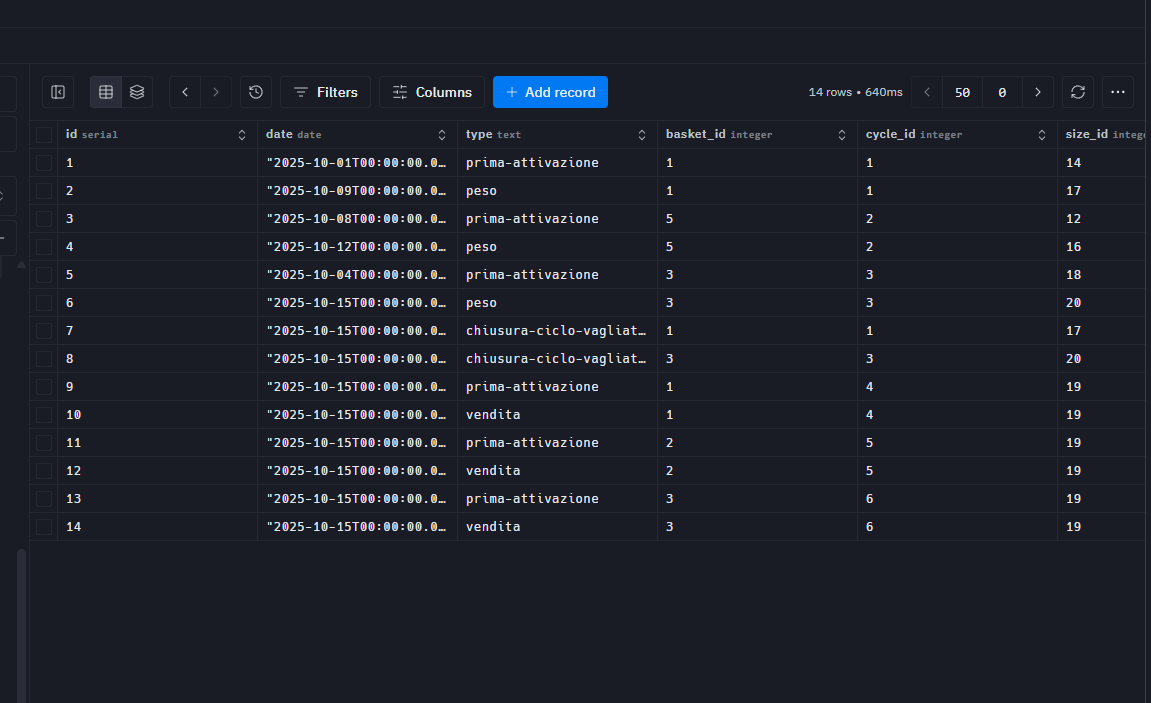 Filters Columns + Add record 14 rows • 640ms 50 0
id serial date date type text basket_id integer cycle_id integer size_id intege
1 "2025-10-01T00:00:00.0… prima-attivazione 1 1 14
2 "2025-10-09T00:00:00.0… peso 1 1 17
3 "2025-10-08T00:00:00.0… prima-attivazione 5 2 12
4 "2025-10-12T00:00:00.0… peso 5 2 16
5 "2025-10-04T00:00:00.0… prima-attivazione 3 3 18
6 "2025-10-15T00:00:00.0… peso 3 3 20
7 "2025-10-15T00:00:00.0… chiusura-ciclo-vagliat… 1 1 17
8 "2025-10-15T00:00:00.0… chiusura-ciclo-vagliat… 3 3 20
9 "2025-10-15T00:00:00.0… prima-attivazione 1 4 19
10 "2025-10-15T00:00:00.0… vendita 1 4 19
11 "2025-10-15T00:00:00.0… prima-attivazione 2 5 19
12 "2025-10-15T00:00:00.0… vendita 2 5 19
13 "2025-10-15T00:00:00.0… prima-attivazione 3 6 19
14 "2025-10-15T00:00:00.0… vendita 3 6 19